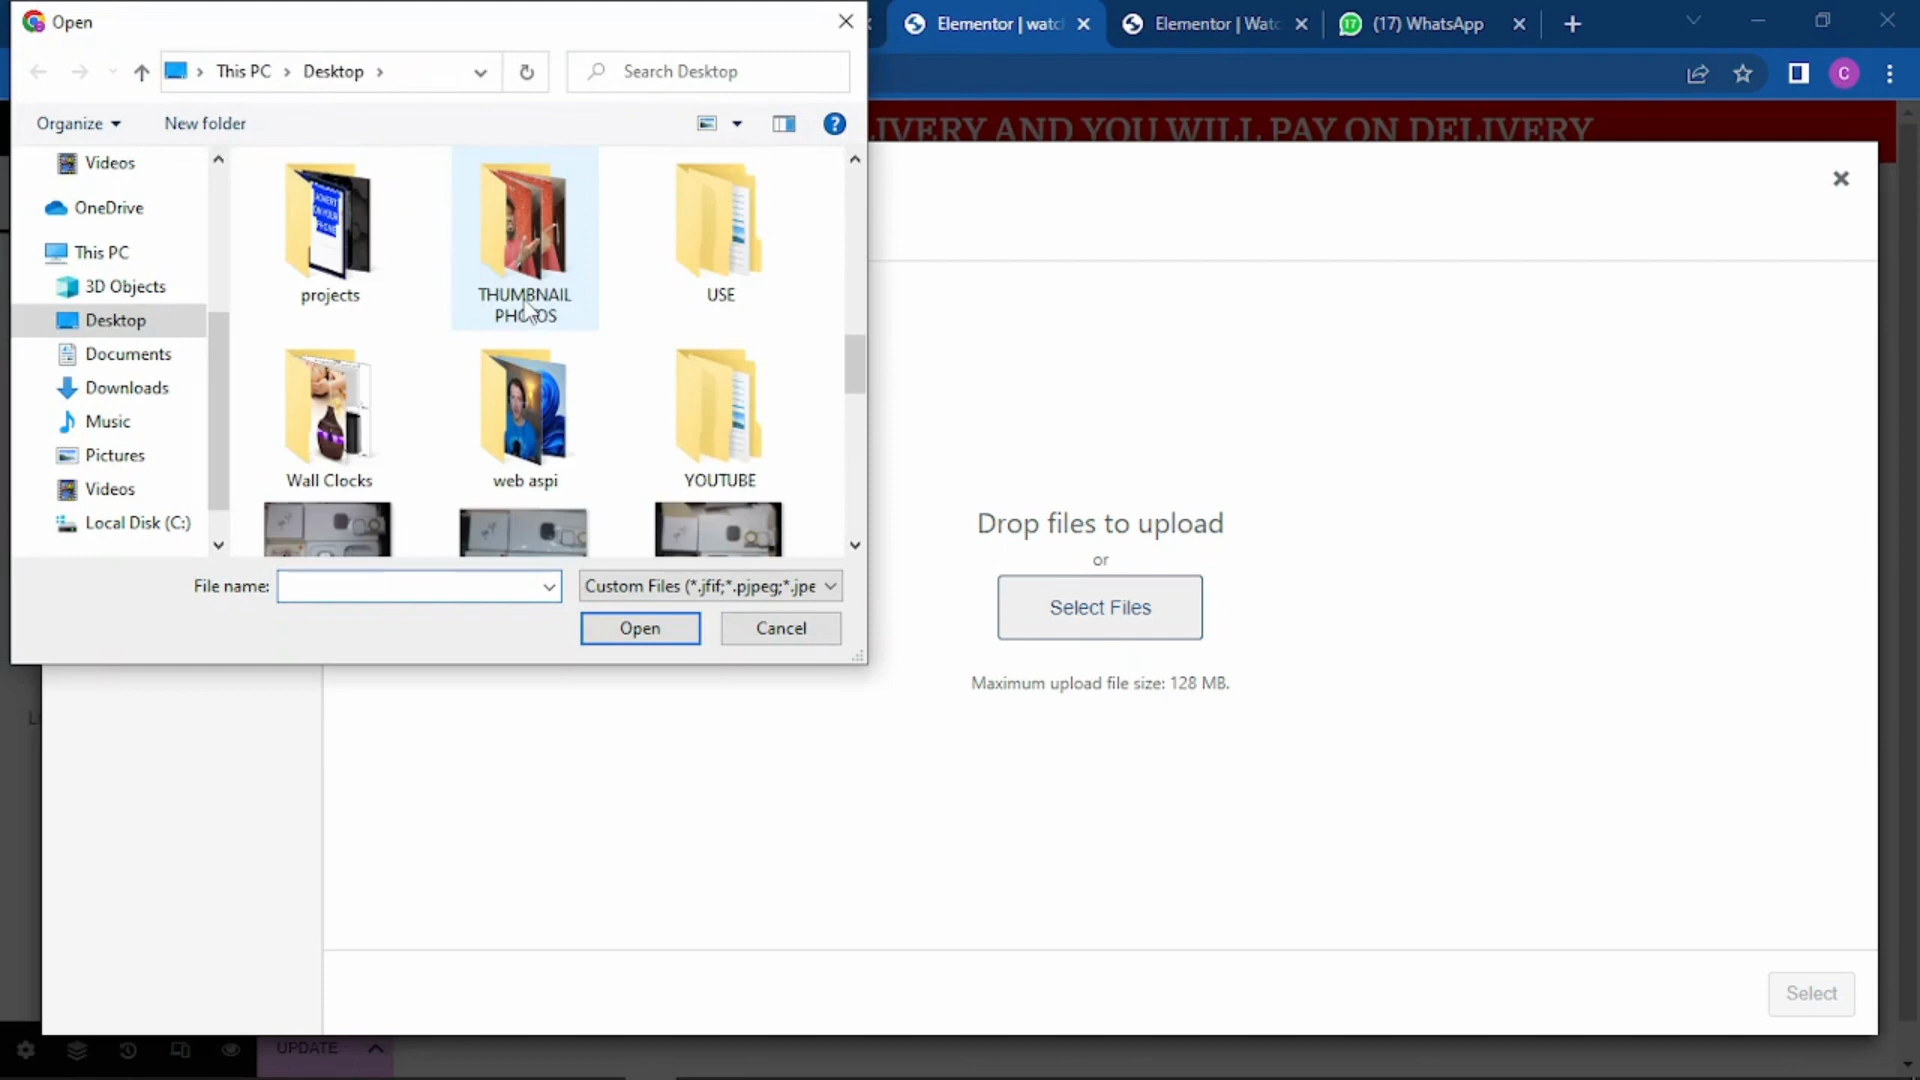 Open
Elementor | watc
Elementor | Watc
(17) WhatsApp
This PC
Desktop
Search Desktop
Organize
New folder
LIVERY AND YOU WILL PAY ON DELIVERY
Videos
OneDrive
This PC
3D Objects
Desktop
Documents
Downloads
Music
Pictures
Videos
Local Disk (C:)
projects
THUMBNAIL
PHOTOS
USE
Wall Clocks
web aspi
YOUTUBE
File name:
Custom Files (*.jfif;*.pjpeg;*.jpe
Open
Cancel
Drop files to upload
or
Select Files
Maximum upload file size: 128 MB.
Select
UPDATE